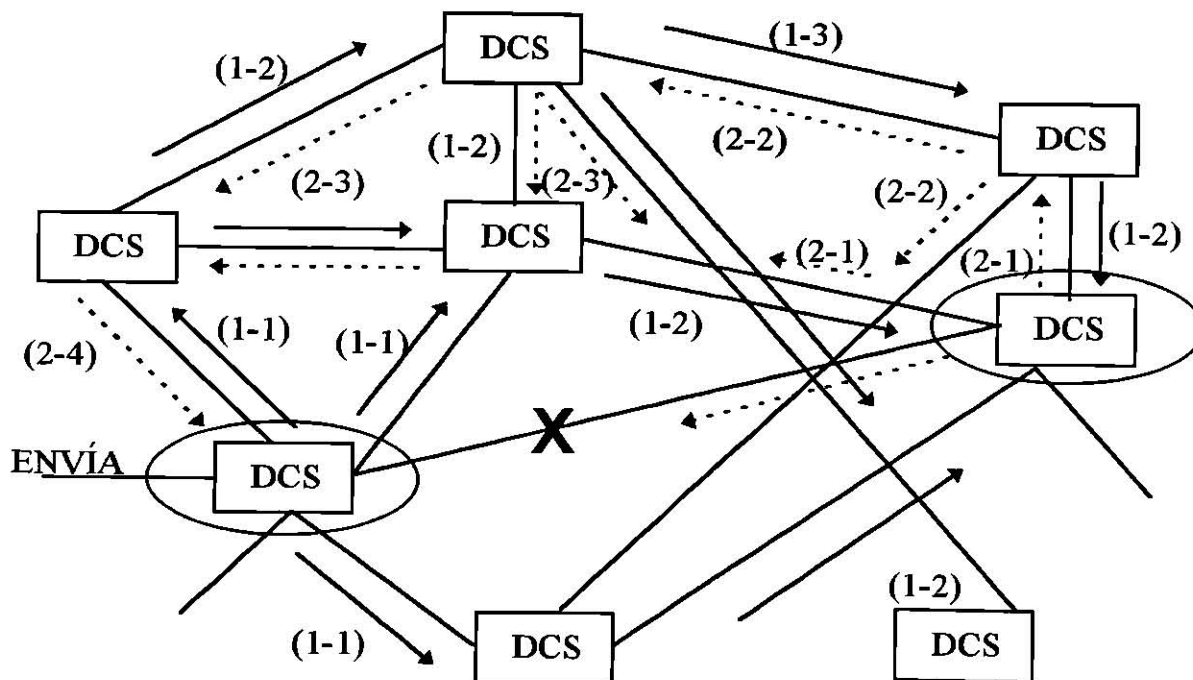 DCS
(1-3)
(1-2)
(2-2)
DCS
(1-2)
(2-3)
(2-3)
(2-2)
DCS
DCS
(2-1)
(2-1)
(1-2)
DCS
(1-1)
(1-1)
(1-2)
(2-4)
ENVÍA
DCS
X
(1-1)
DCS
(1-2)
DCS